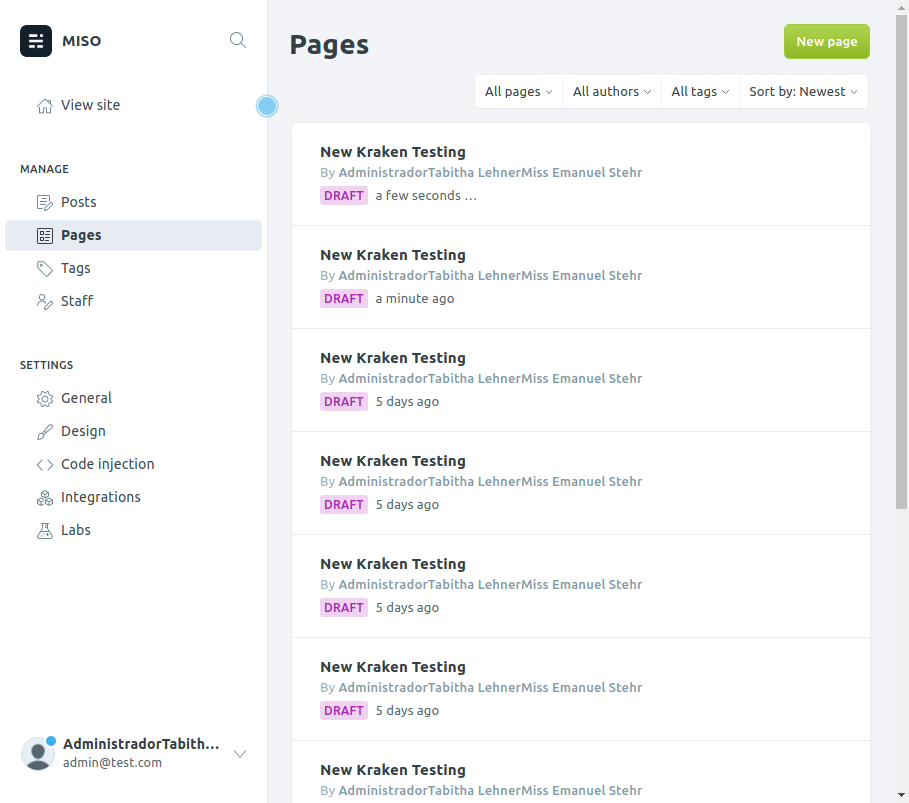 MISO
View site
MANAGE
Posts
Pages
Tags
Staff
SETTINGS
General
Design
Code injection
Integrations
Labs
AdministradorTabith...
admin@test.com
Pages
New page
All pages
All authors
All tags
Sort by: Newest
New Kraken Testing
By AdministradorTabitha LehnerMiss Emanuel Stehr
DRAFT a few seconds ...
New Kraken Testing
By AdministradorTabitha LehnerMiss Emanuel Stehr
DRAFT a minute ago
New Kraken Testing
By AdministradorTabitha LehnerMiss Emanuel Stehr
DRAFT 5 days ago
New Kraken Testing
By AdministradorTabitha LehnerMiss Emanuel Stehr
DRAFT 5 days ago
New Kraken Testing
By AdministradorTabitha LehnerMiss Emanuel Stehr
DRAFT 5 days ago
New Kraken Testing
By AdministradorTabitha LehnerMiss Emanuel Stehr
DRAFT 5 days ago
New Kraken Testing
By AdministradorTabitha LehnerMiss Emanuel Stehr